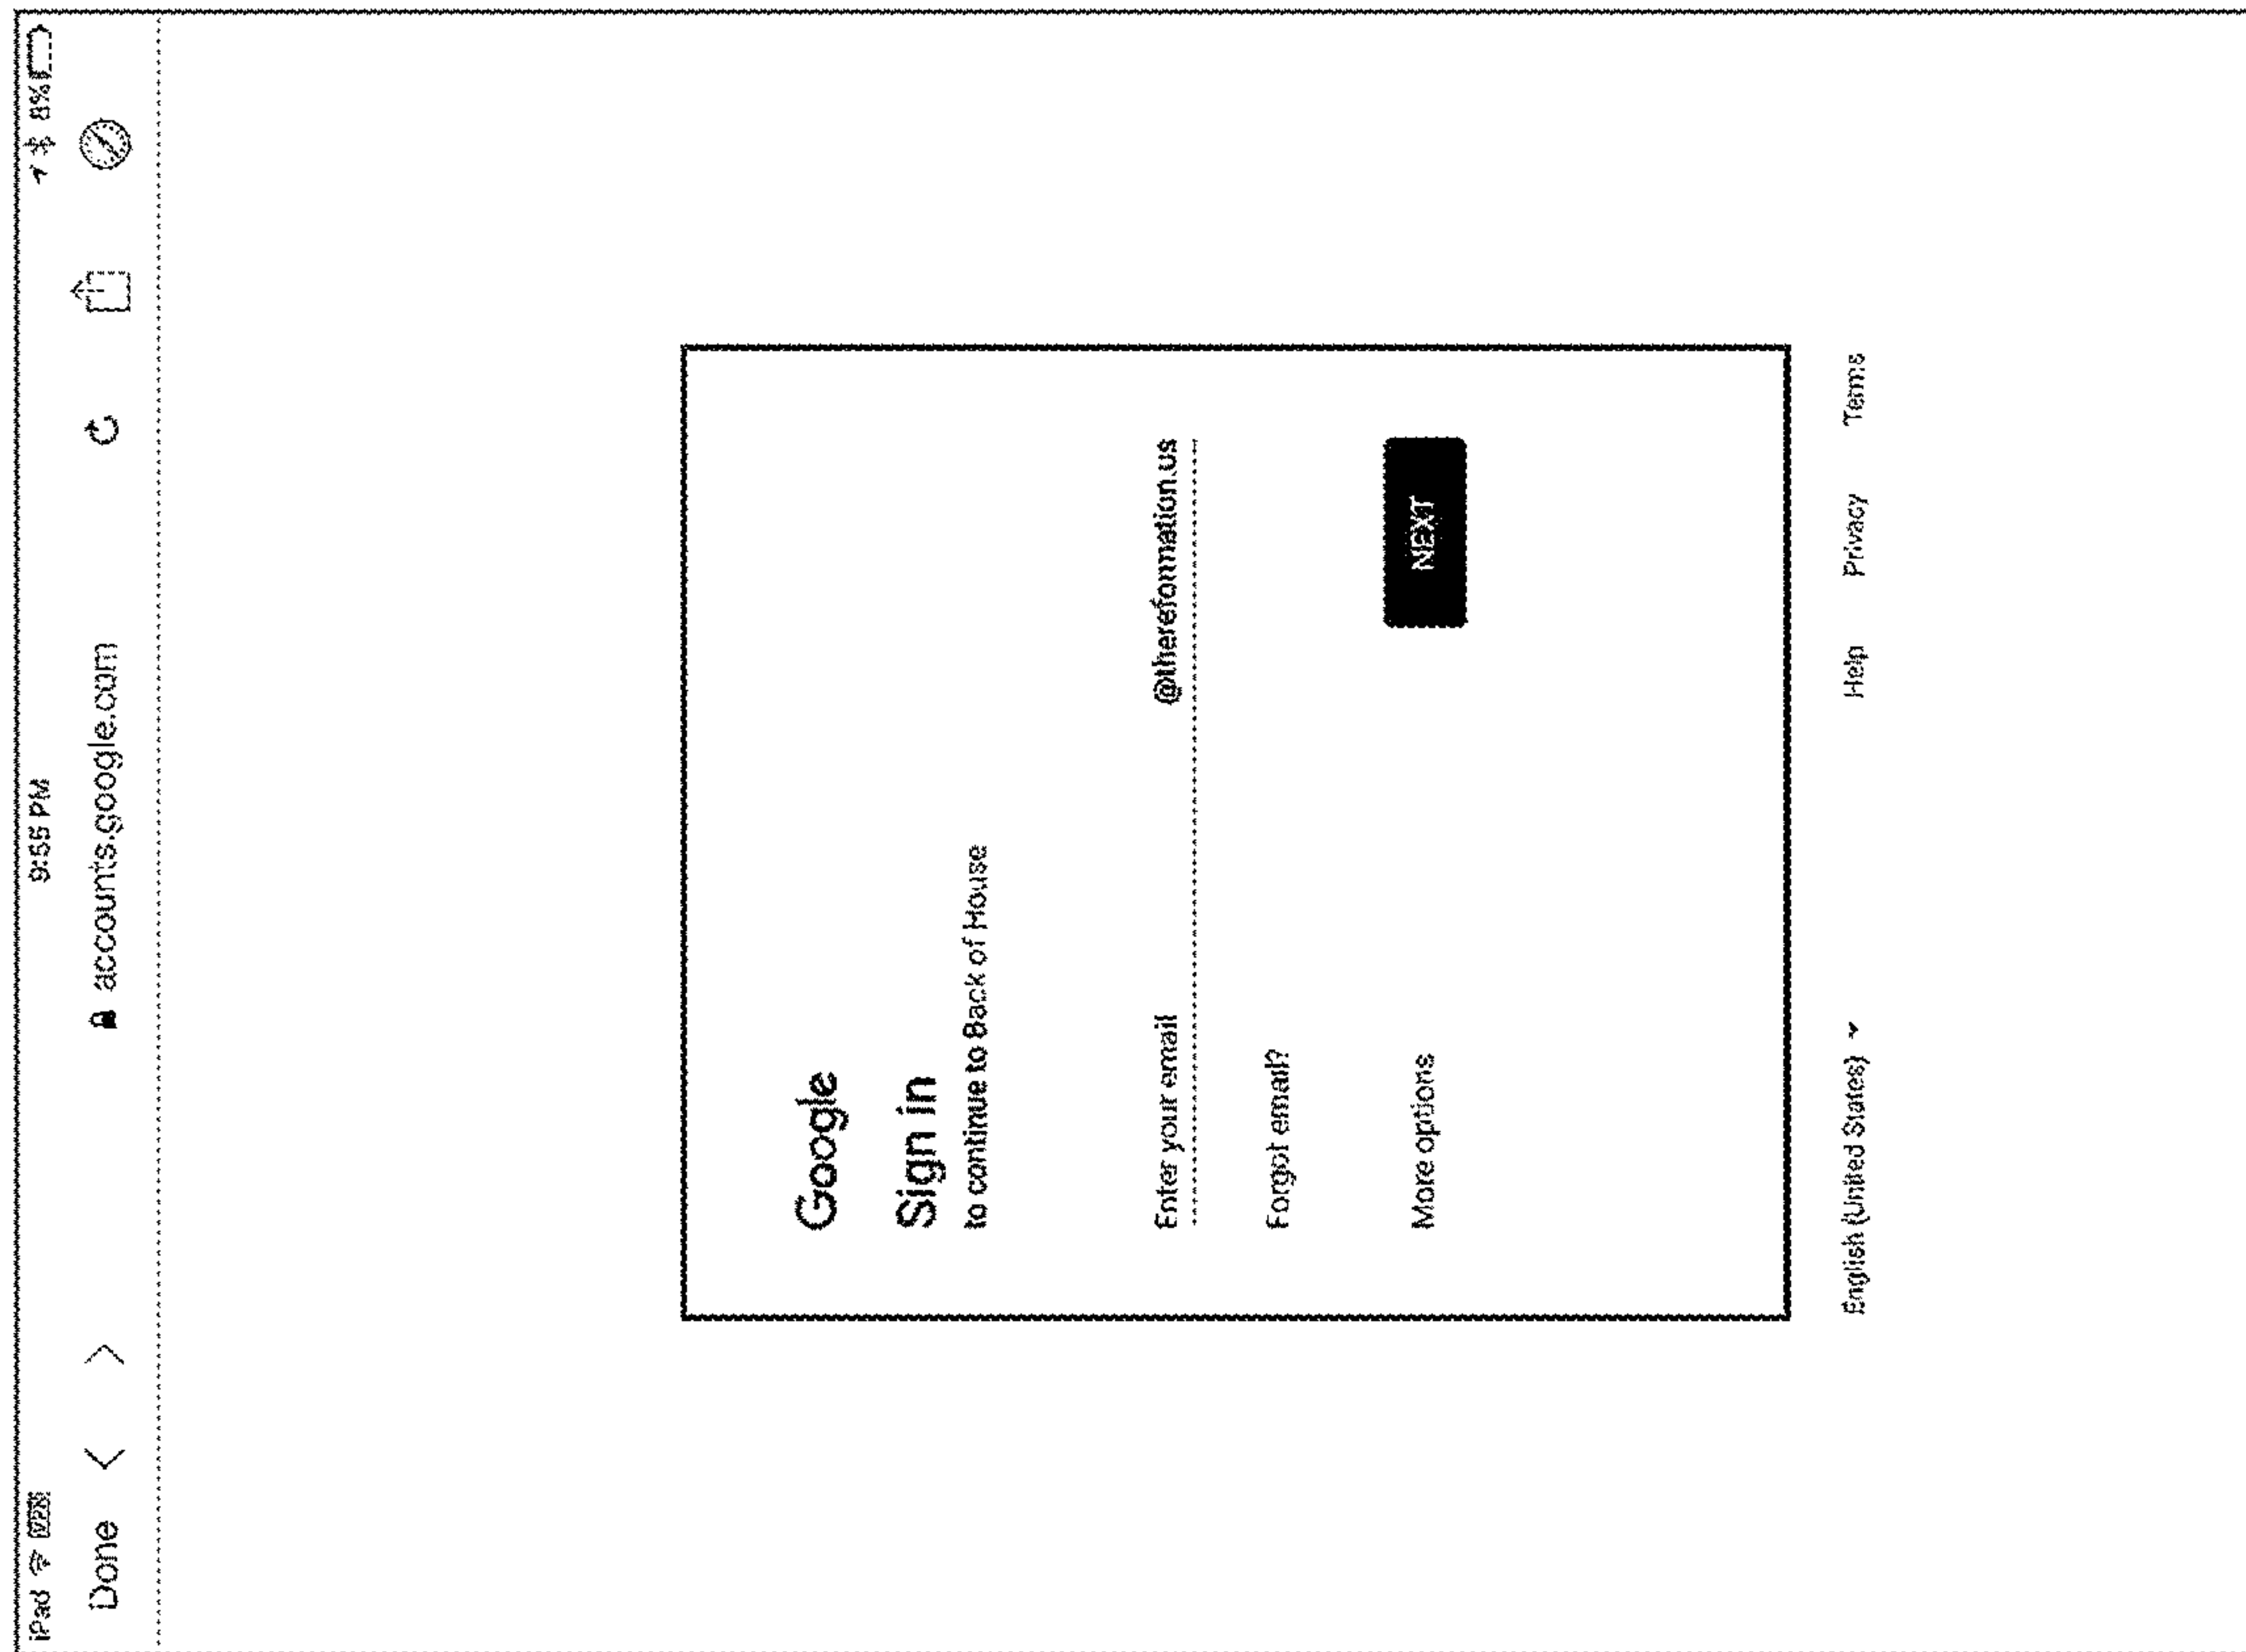 iPad VPN 9:55 PM 8%
Done accounts.google.com
Google
Sign in
to continue to Back of House
Enter your email @thereformation.us
Forgot email?
More options NEXT
English (United States) Help Privacy Terms